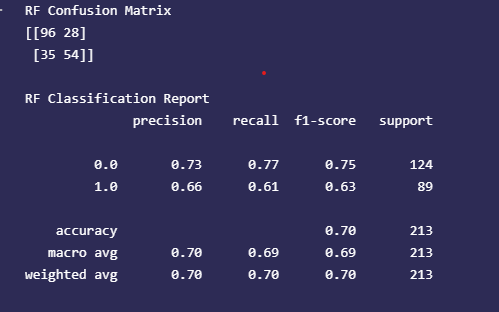 RF Confusion Matrix
[[96 28]
[35 54]]
RF Classification Report
precision recall f1-score support
0.0 0.73 0.77 0.75 124
1.0 0.66 0.61 0.63 89
accuracy 0.70 213
macro avg 0.70 0.69 0.69 213
weighted avg 0.70 0.70 0.70 213